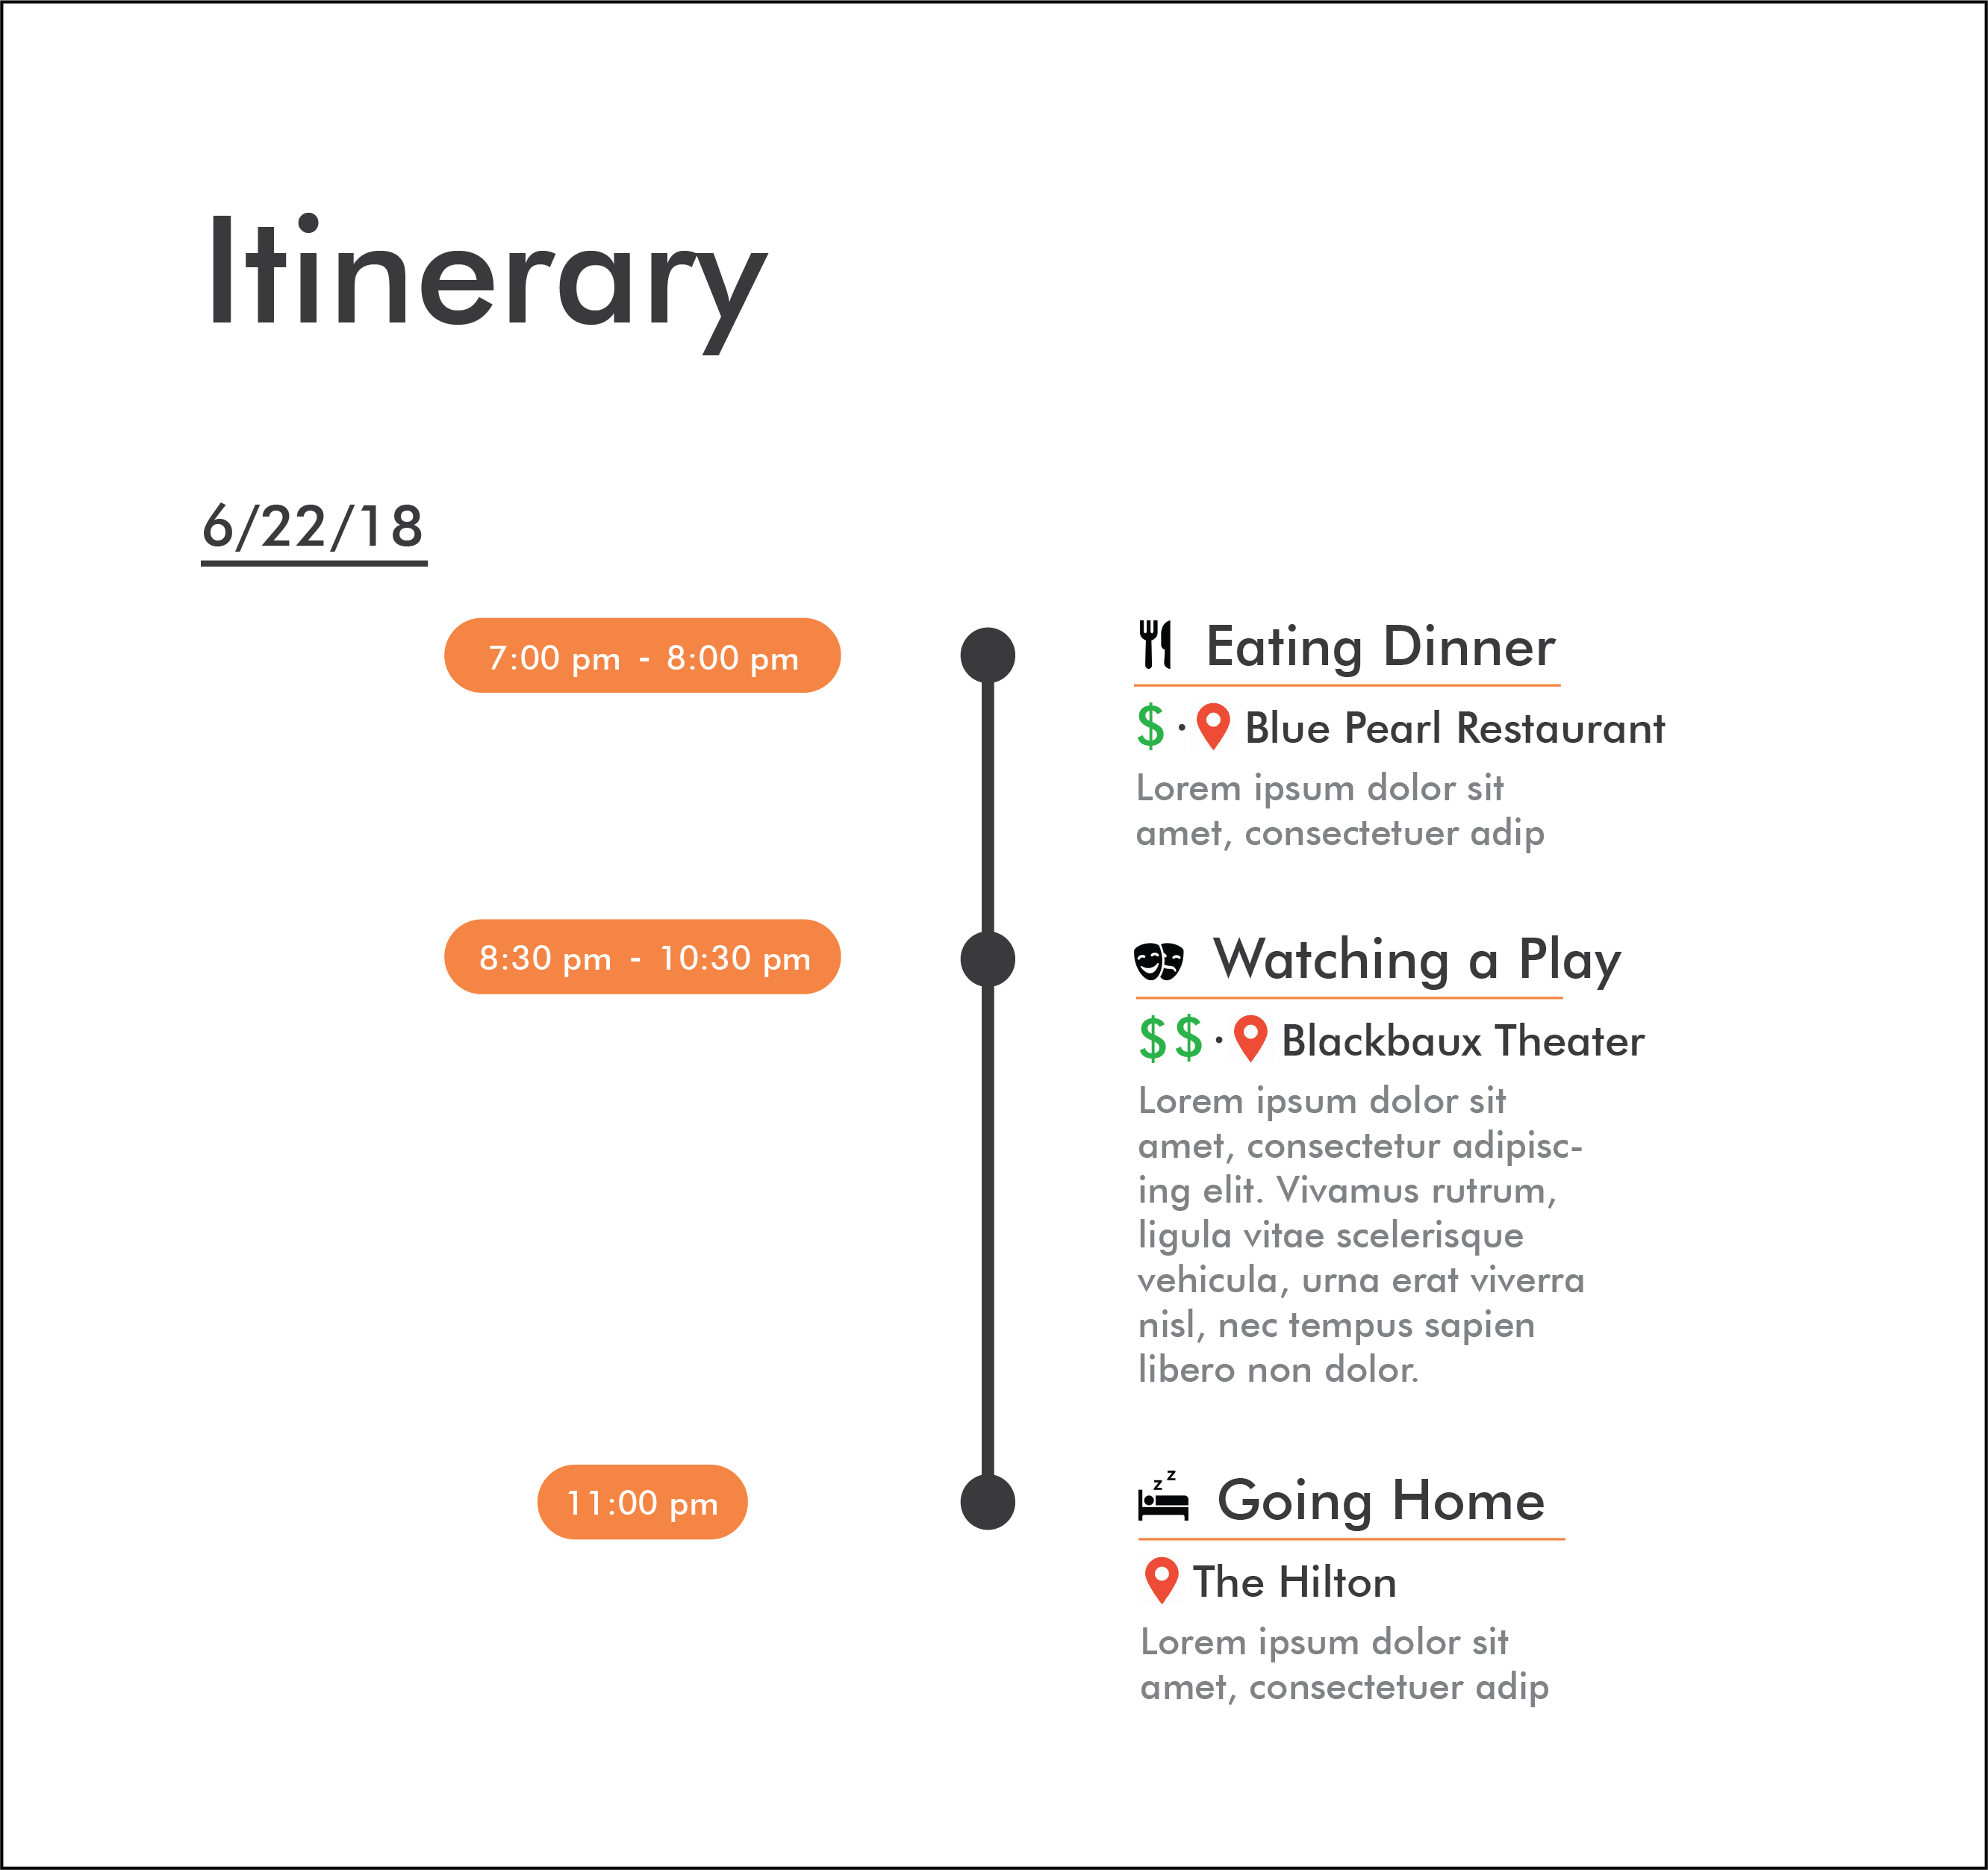 Itinerary
6/22/18
7:00 pm - 8:00 pm
Eating Dinner
$ · Blue Pearl Restaurant
Lorem ipsum dolor sit
amet, consectetuer adip
8:30 pm - 10:30 pm
Watching a Play
$$ · Blackbaux Theater
Lorem ipsum dolor sit
amet, consectetur adipisc-
ing elit. Vivamus rutrum,
ligula vitae scelerisque
vehicula, urna erat viverra
nisl, nec tempus sapien
libero non dolor.
11:00 pm
z z
Going Home
The Hilton
Lorem ipsum dolor sit
amet, consectetuer adip